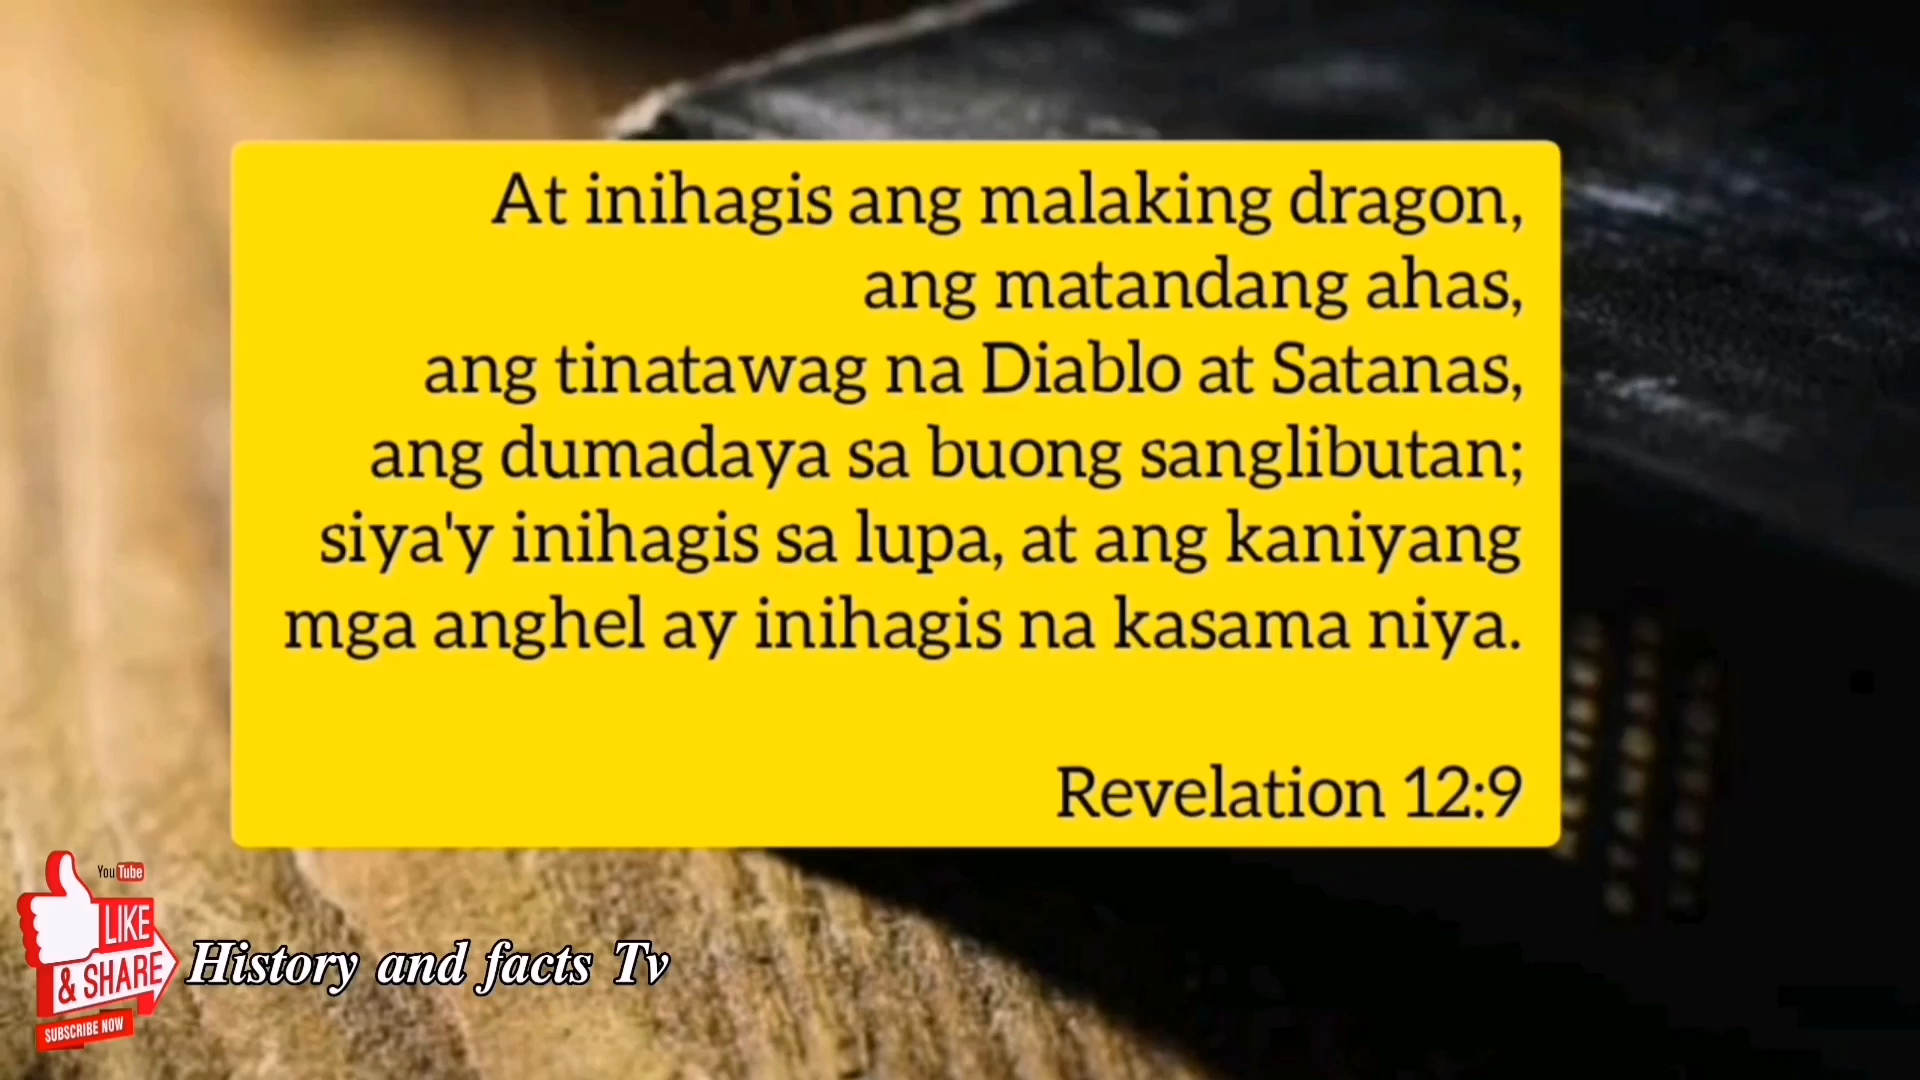 At inihagis ang malaking dragon,
ang matandang ahas,
ang tinatawag na Diablo at Satanas,
ang dumadaya sa buong sanglibutan;
siya'y inihagis sa lupa, at ang kaniyang
mga anghel ay inihagis na kasama niya.
Revelation 12:9
YouTube
LIKE
& SHARE
SUBSCRIBE NOW
History and facts Tv